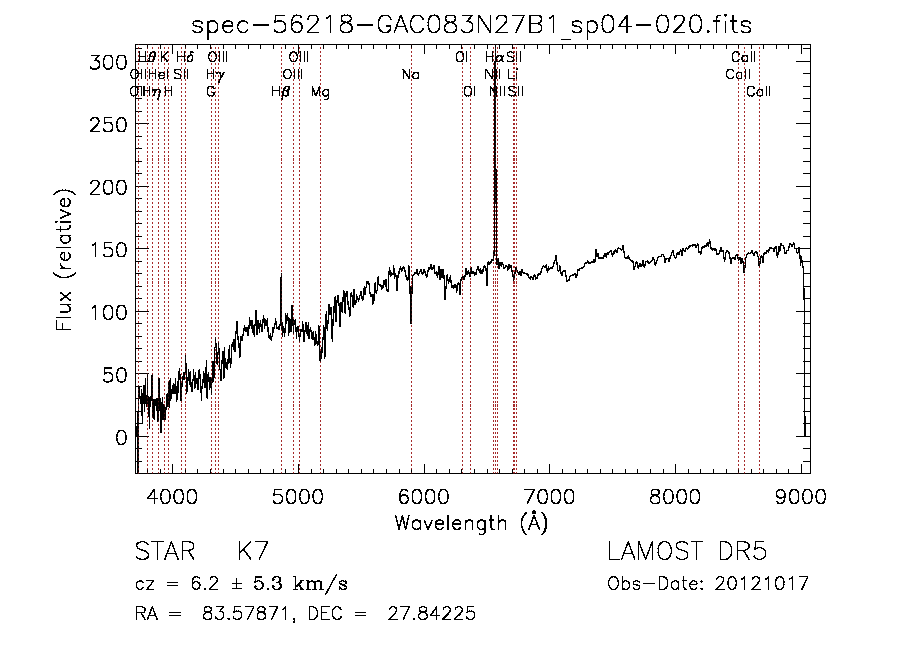 spec-56218-GAC083N27B1_sp04-020.fits
Hθ K Hδ OIII OIII OI Hα SII CaII
OII HeI SII Hγ OIII Na NII Li CaII
OII Hη H G Hβ Mg OI NII SII CaII
300
250
200
150
100
50
0
Flux (relative)
4000 5000 6000 7000 8000 9000
Wavelength (Å)
STAR K7 LAMOST DR5
cz = 6.2 ± 5.3 km/s Obs-Date: 20121017
RA = 83.57871, DEC = 27.84225